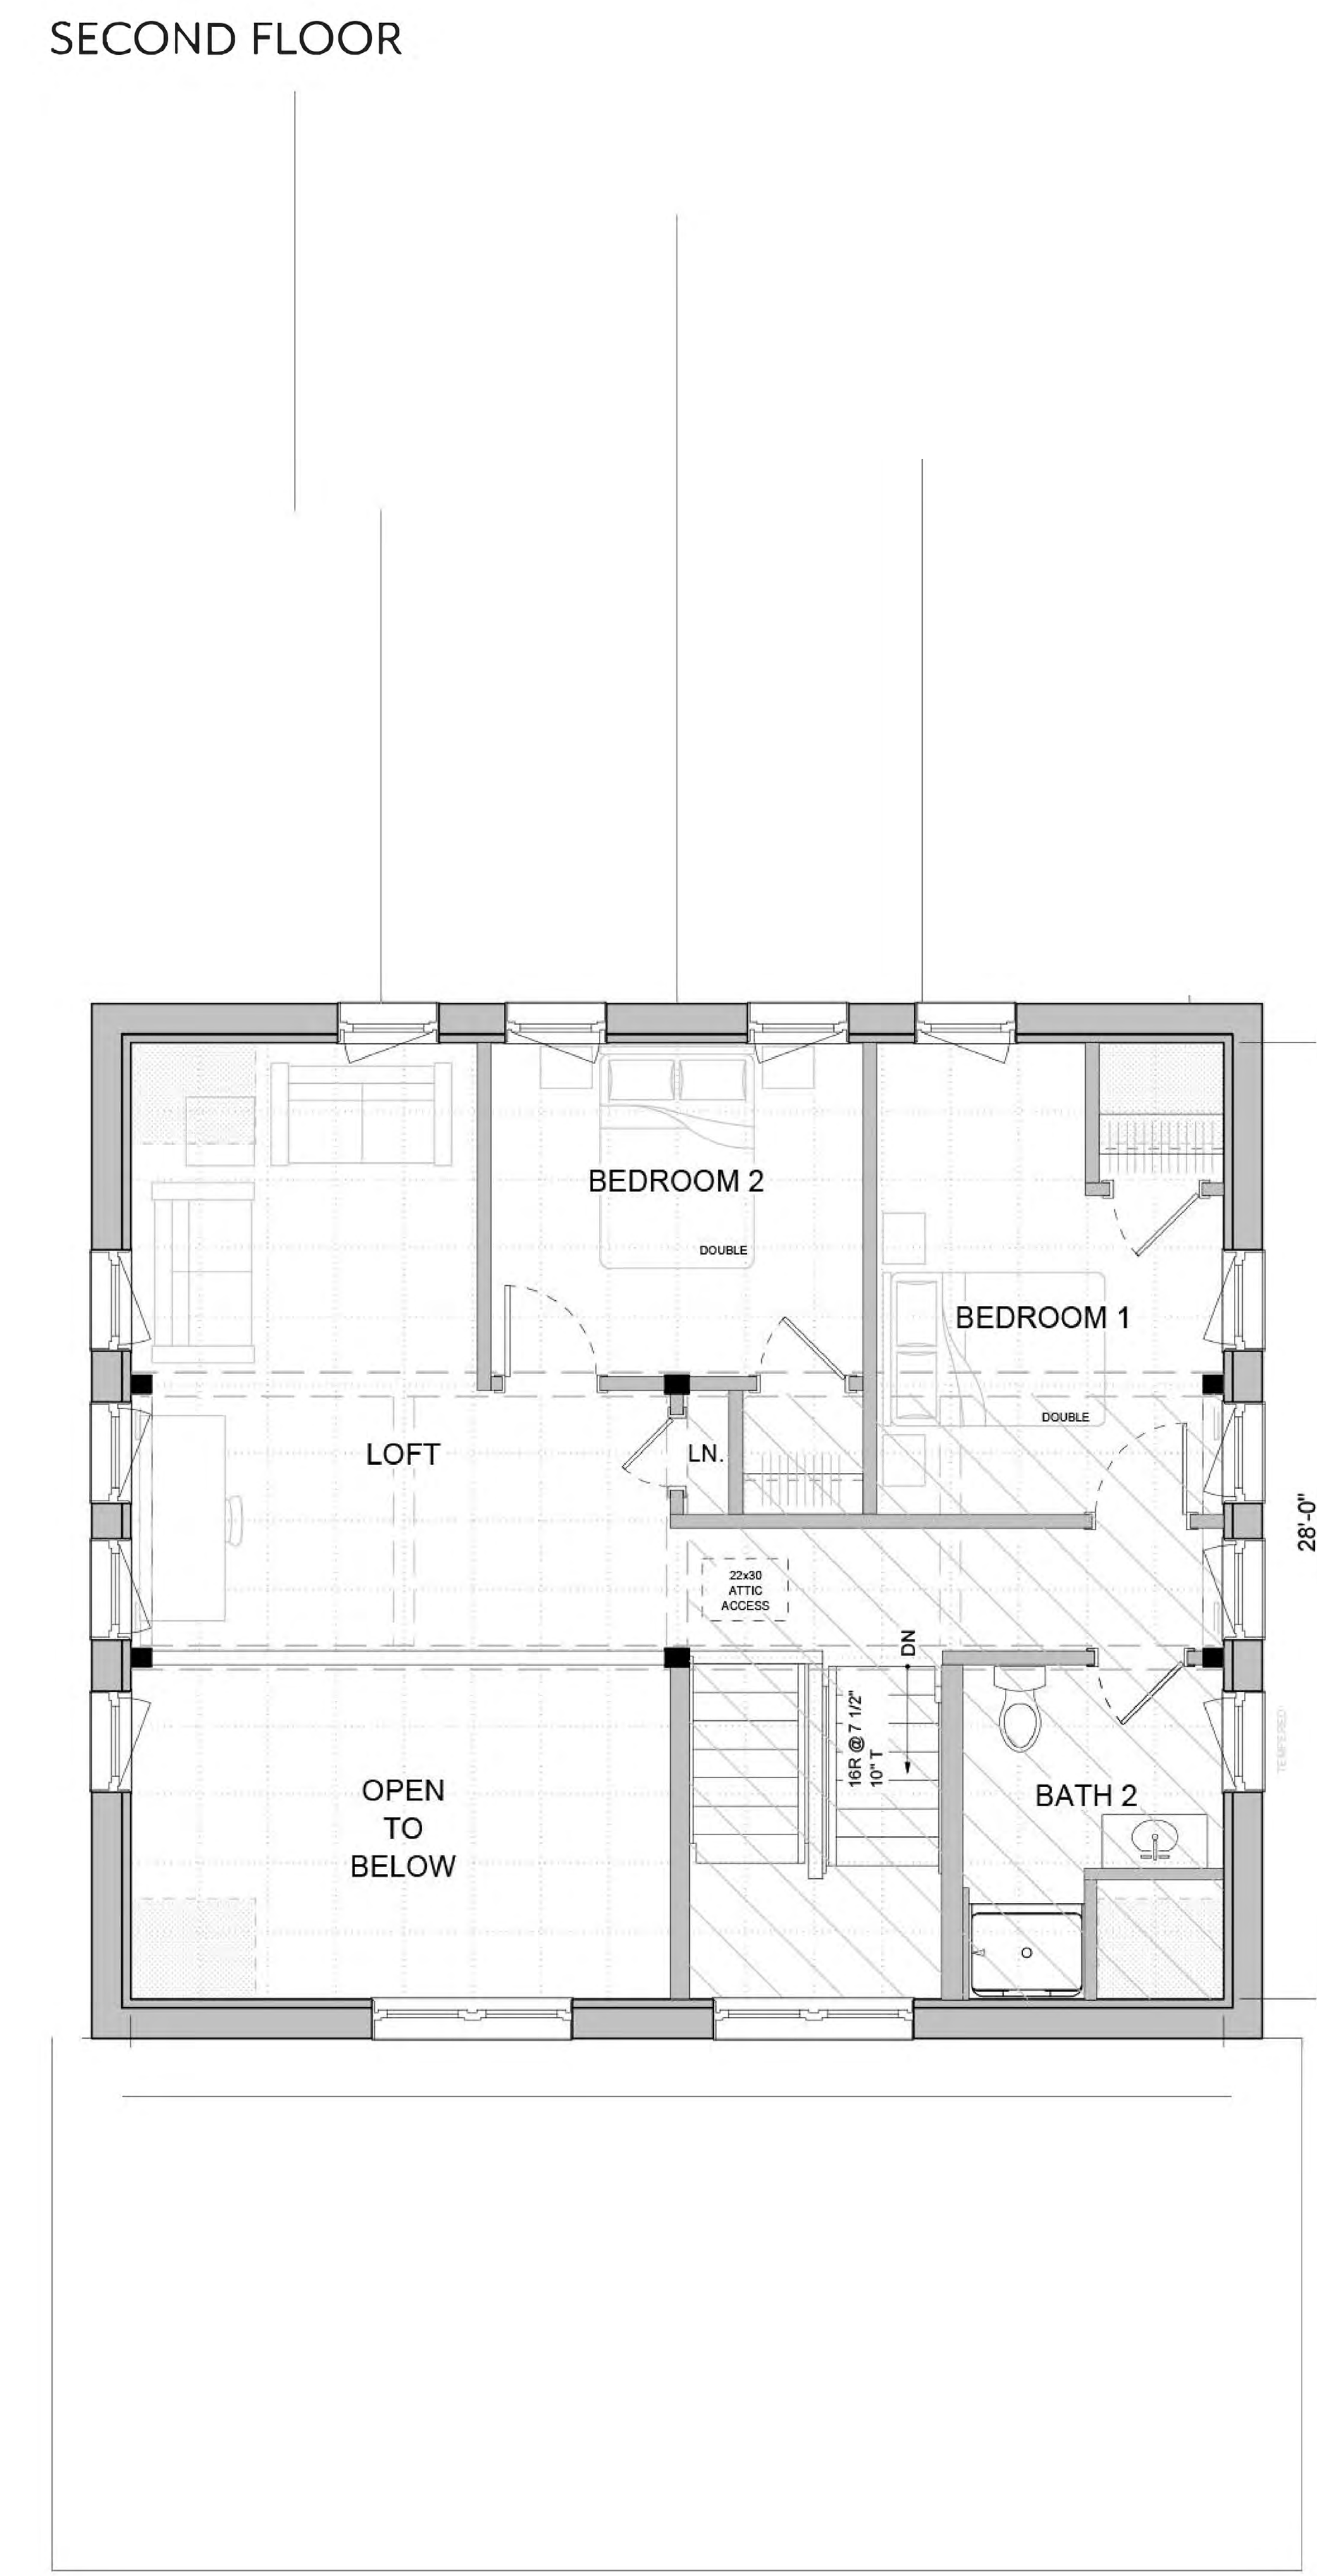 SECOND FLOOR
BEDROOM 2
DOUBLE
BEDROOM 1
DOUBLE
LOFT
LN.
28'-0"
22x30
ATTIC
ACCESS
DN
16R @ 7 1/2"
10" T
TEMPERED
BATH 2
OPEN
TO
BELOW